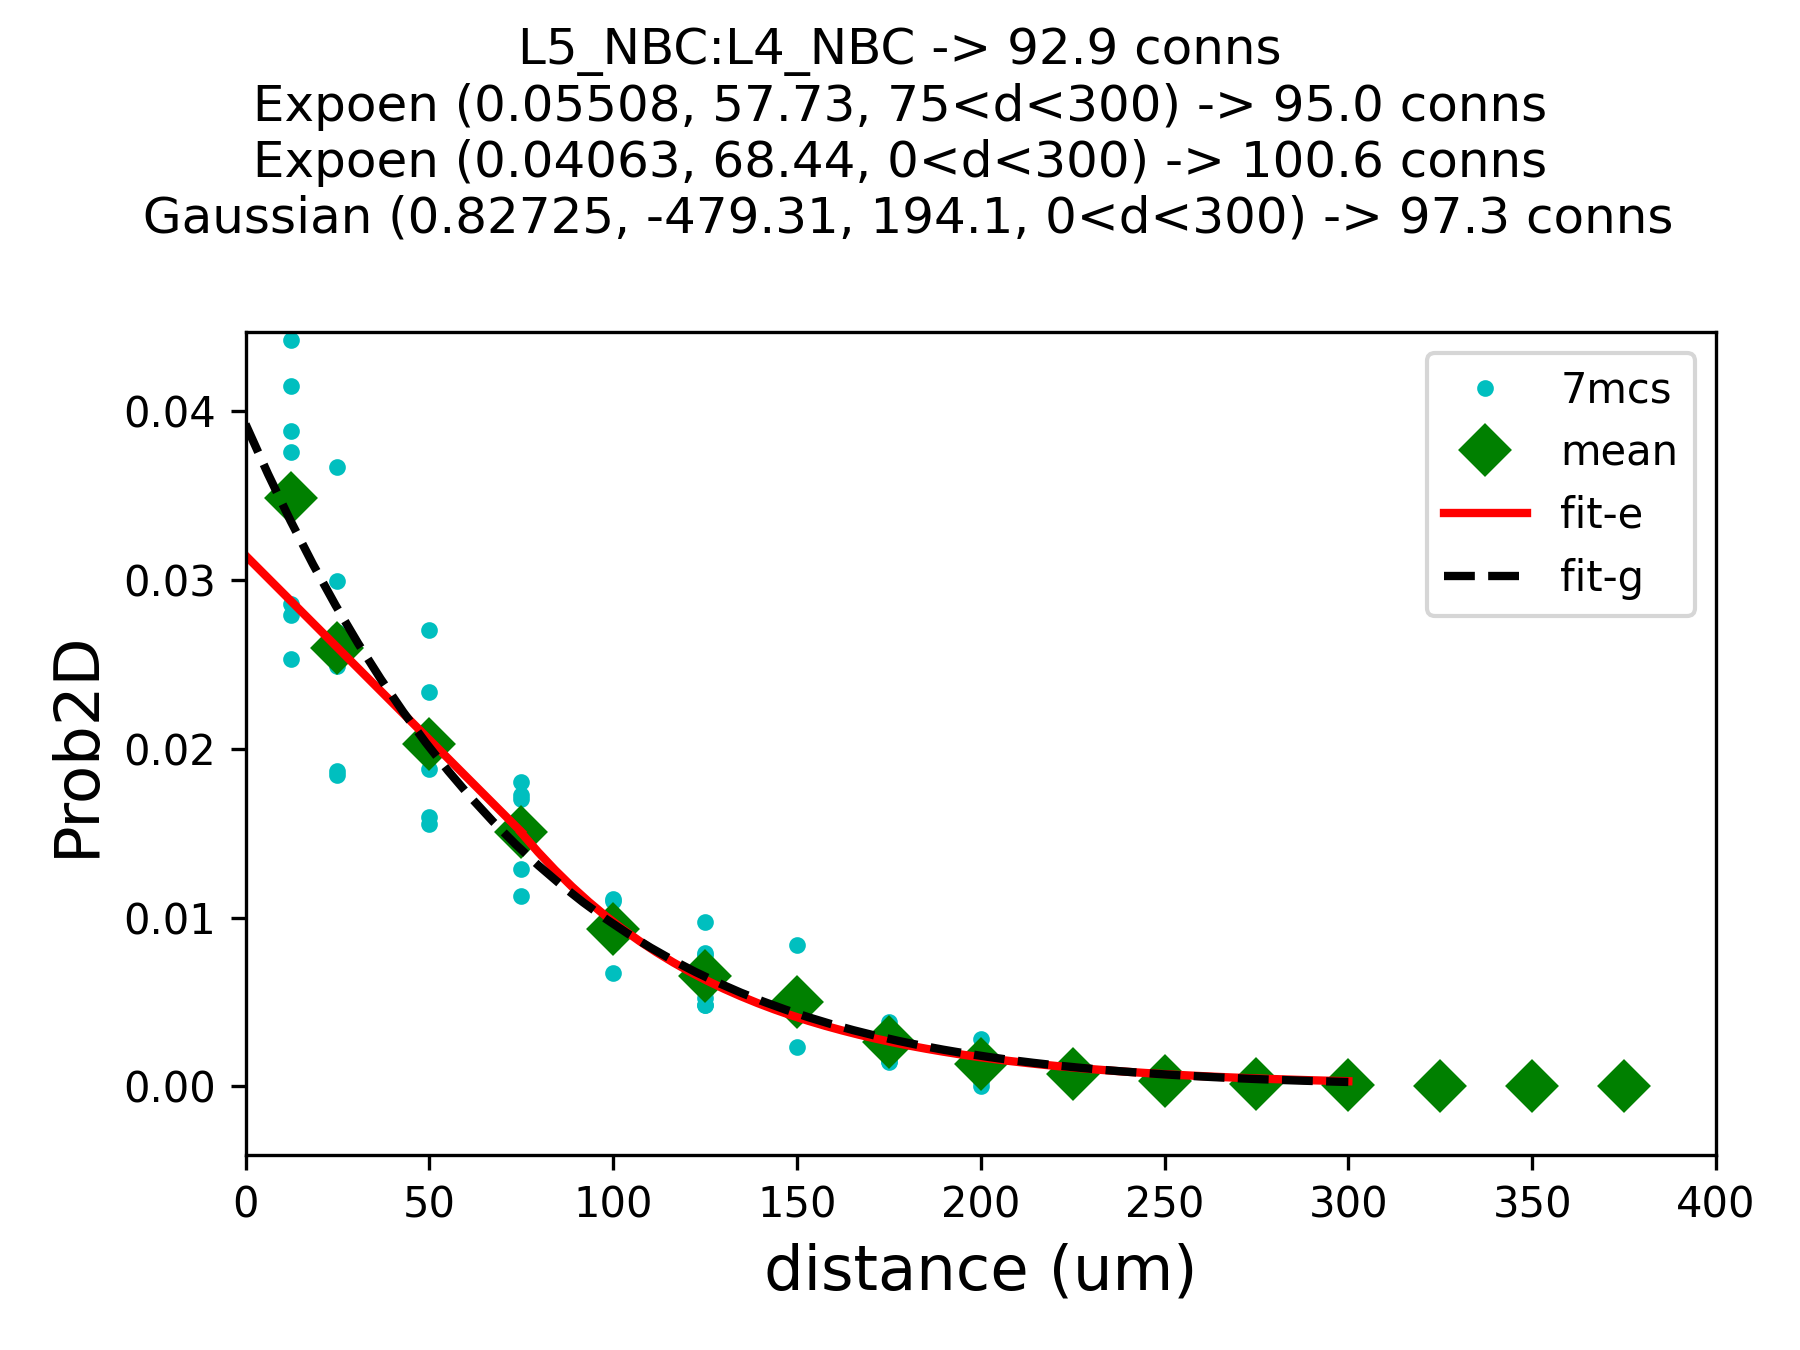 L5_NBC:L4_NBC -> 92.9 conns
Expoen (0.05508, 57.73, 75<d<300) -> 95.0 conns
Expoen (0.04063, 68.44, 0<d<300) -> 100.6 conns
Gaussian (0.82725, -479.31, 194.1, 0<d<300) -> 97.3 conns
7mcs
mean
fit-e
fit-g
Prob2D
0.04
0.03
0.02
0.01
0.00
0 50 100 150 200 250 300 350 400
distance (um)